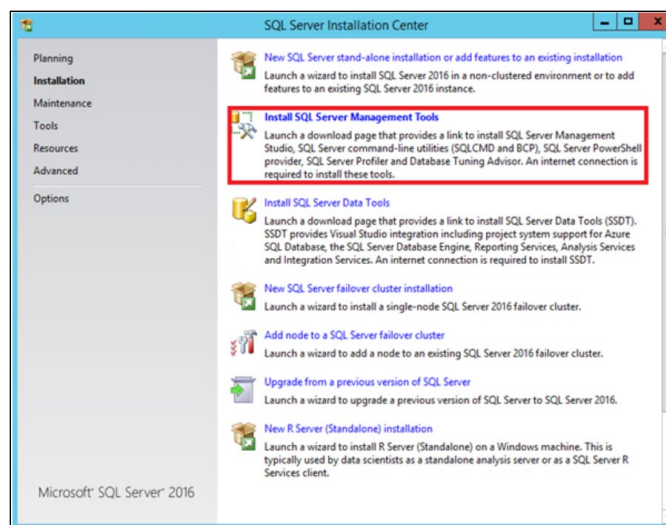 SQL Server Installation Center
Planning
Installation
Maintenance
Tools
Resources
Advanced
Options
New SQL Server stand-alone installation or add features to an existing installation
Launch a wizard to install SQL Server 2016 in a non-clustered environment or to add
features to an existing SQL Server 2016 instance.
Install SQL Server Management Tools
Launch a download page that provides a link to install SQL Server Management
Studio, SQL Server command-line utilities (SQLCMD and BCP), SQL Server PowerShell
provider, SQL Server Profiler and Database Tuning Advisor. An internet connection is
required to install these tools.
Install SQL Server Data Tools
Launch a download page that provides a link to install SQL Server Data Tools (SSDT).
SSDT provides Visual Studio integration including project system support for Azure
SQL Database, the SQL Server Database Engine, Reporting Services, Analysis Services
and Integration Services. An internet connection is required to install SSDT.
New SQL Server failover cluster installation
Launch a wizard to install a single-node SQL Server 2016 failover cluster.
Add node to a SQL Server failover cluster
Launch a wizard to add a node to an existing SQL Server 2016 failover cluster.
Upgrade from a previous version of SQL Server
Launch a wizard to upgrade a previous version of SQL Server to SQL Server 2016.
New R Server (Standalone) installation
Launch a wizard to install R Server (Standalone) on a Windows machine. This is
typically used by data scientists as a standalone analysis server or as a SQL Server R
Services client.
Microsoft® SQL Server® 2016